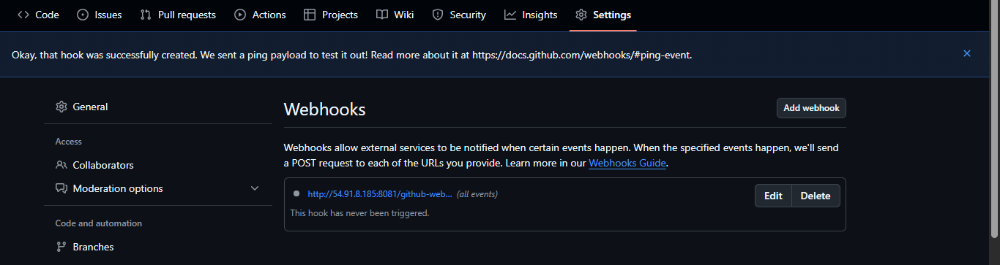 Code Issues Pull requests Actions Projects Wiki Security Insights Settings
Okay, that hook was successfully created. We sent a ping payload to test it out! Read more about it at https://docs.github.com/webhooks/#ping-event.
General
Access
Collaborators
Moderation options
Code and automation
Branches
Webhooks
Add webhook
Webhooks allow external services to be notified when certain events happen. When the specified events happen, we'll send
a POST request to each of the URLs you provide. Learn more in our Webhooks Guide.
http://54.91.8.185:8081/github-web... (all events)
Edit Delete
This hook has never been triggered.